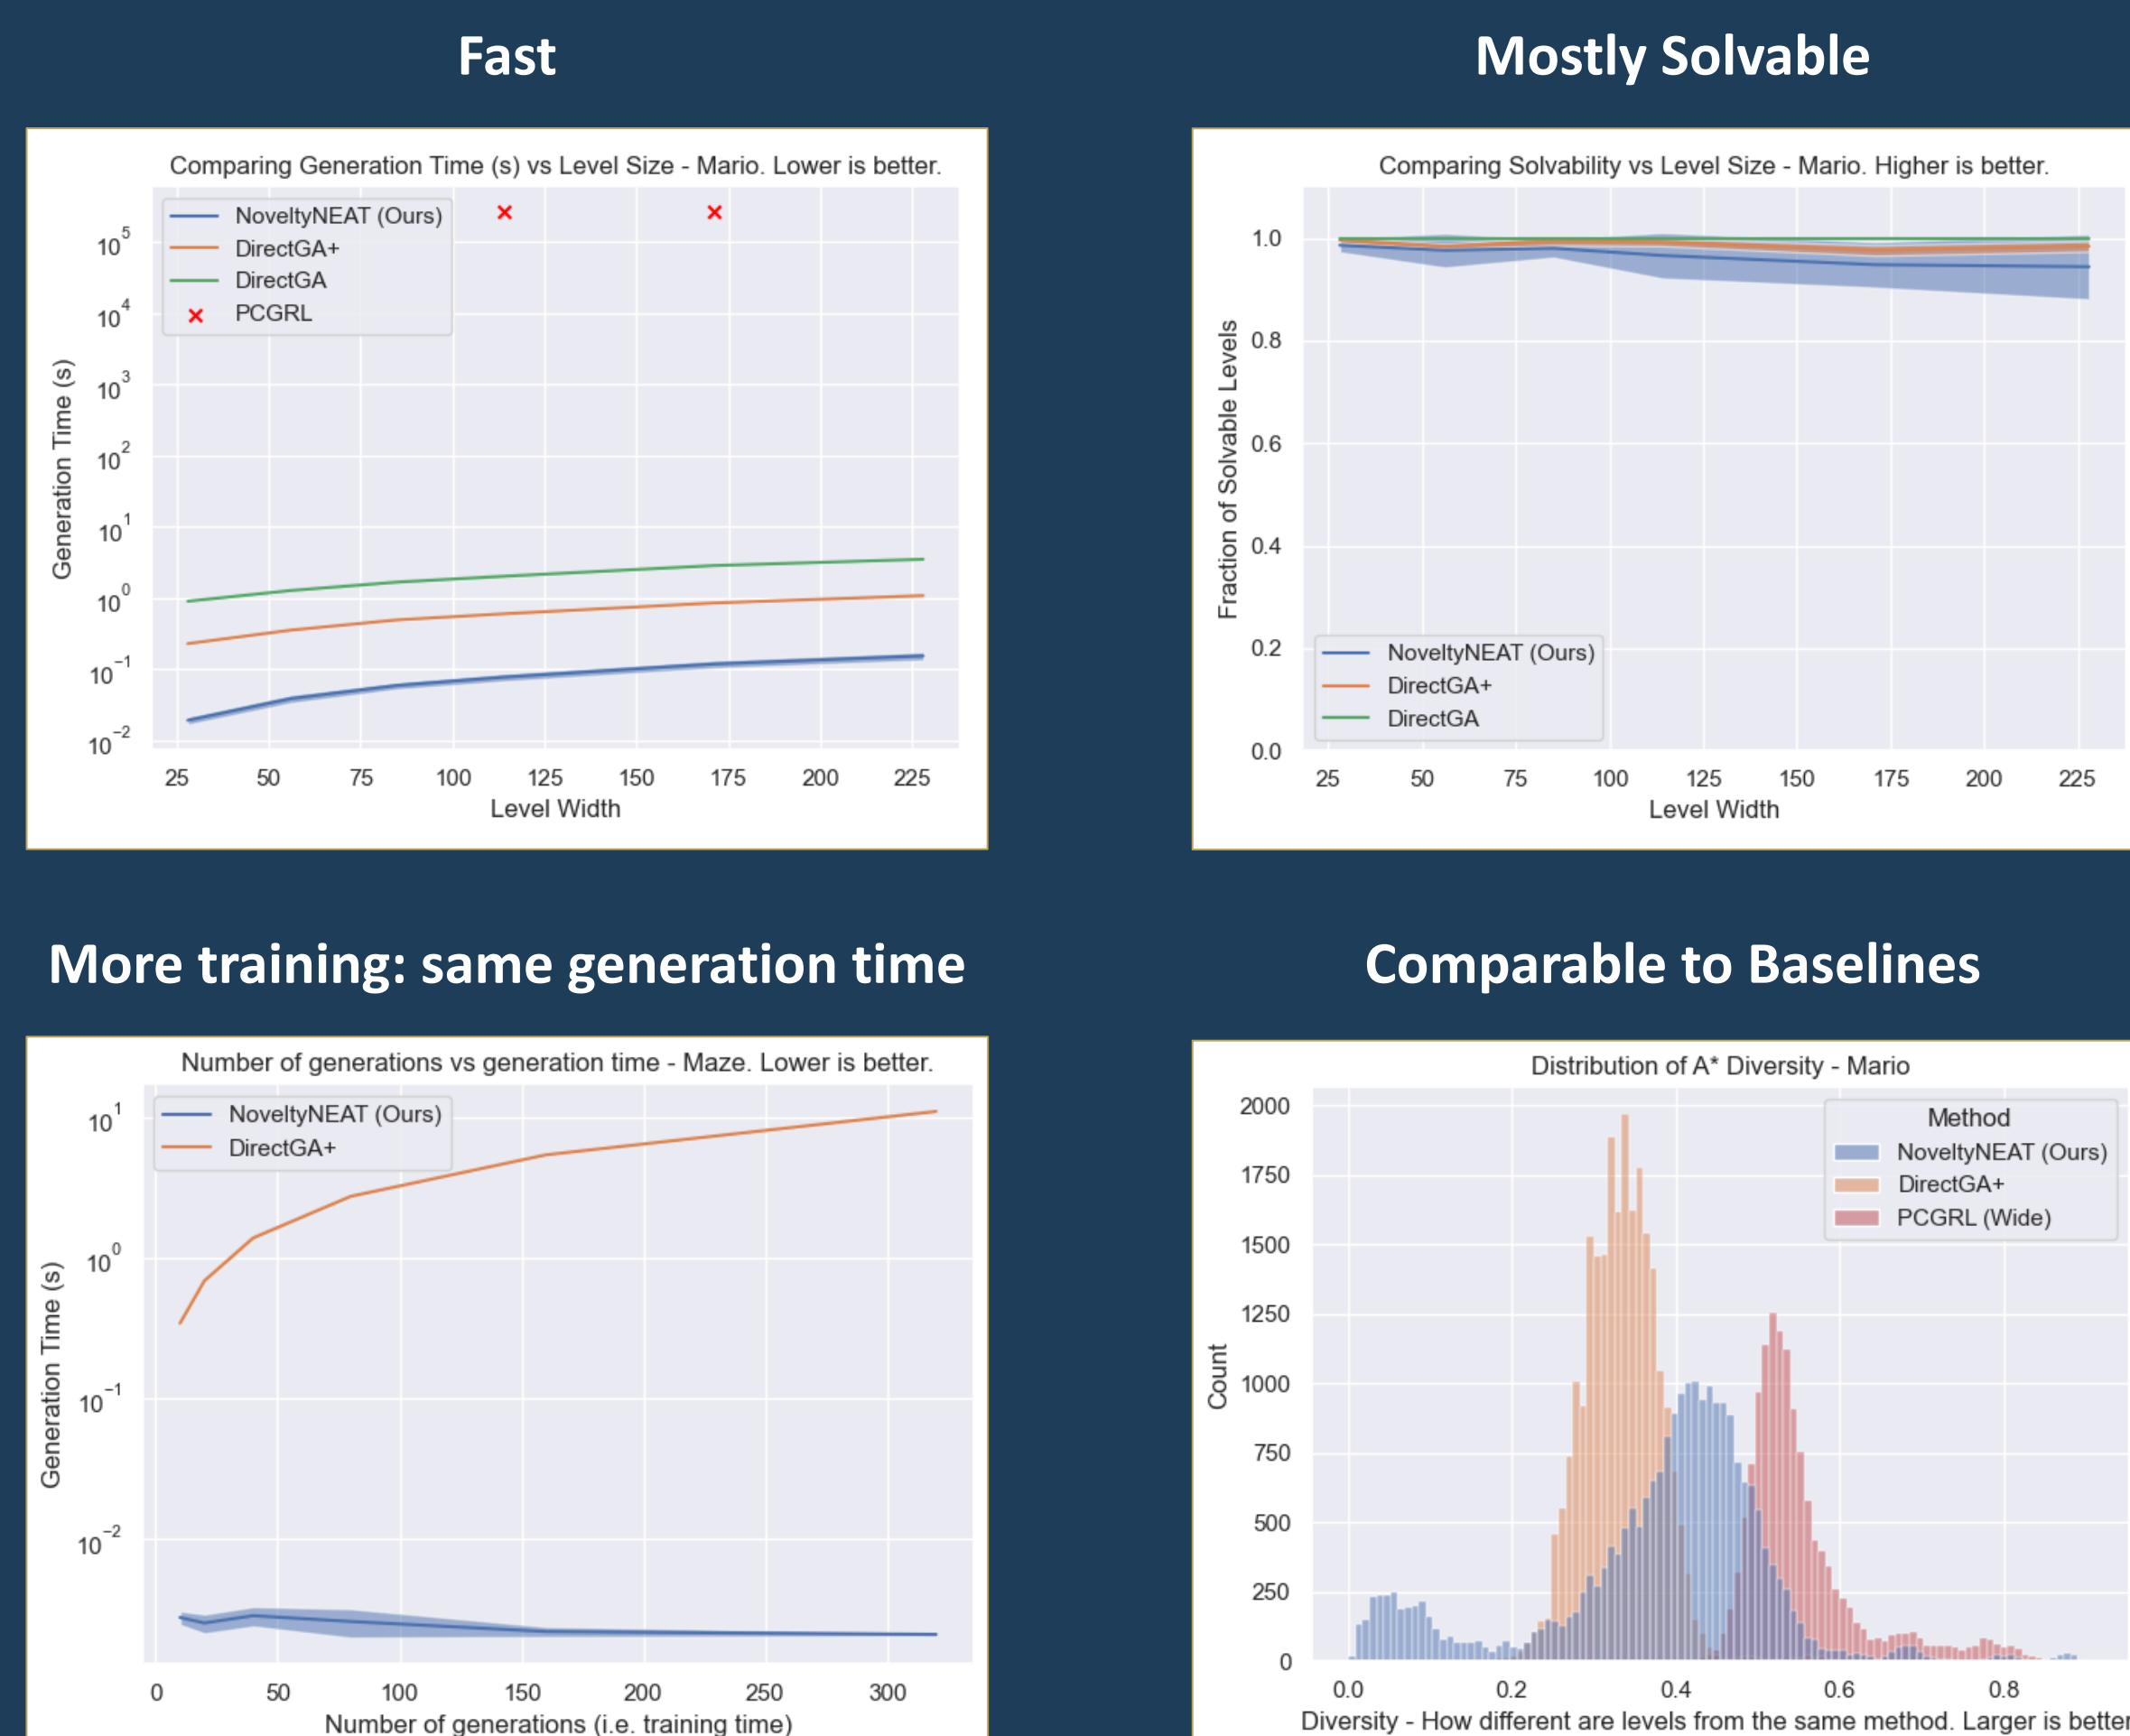 Fast
Comparing Generation Time (s) vs Level Size - Mario. Lower is better.
NoveltyNEAT (Ours)
DirectGA+
DirectGA
PCGRL
10^5
10^4
10^3
10^2
10^1
10^0
10^−1
10^−2
Generation Time (s)
25 50 75 100 125 150 175 200 225
Level Width
Mostly Solvable
Comparing Solvability vs Level Size - Mario. Higher is better.
1.0
0.8
0.6
0.4
0.2
0.0
Fraction of Solvable Levels
NoveltyNEAT (Ours)
DirectGA+
DirectGA
25 50 75 100 125 150 175 200 225
Level Width
More training: same generation time
Number of generations vs generation time - Maze. Lower is better.
NoveltyNEAT (Ours)
DirectGA+
10^1
10^0
10^−1
10^−2
Generation Time (s)
0 50 100 150 200 250 300
Number of generations (i.e. training time)
Comparable to Baselines
Distribution of A* Diversity - Mario
Method
NoveltyNEAT (Ours)
DirectGA+
PCGRL (Wide)
2000
1750
1500
1250
1000
750
500
250
0
Count
0.0 0.2 0.4 0.6 0.8
Diversity - How different are levels from the same method. Larger is better